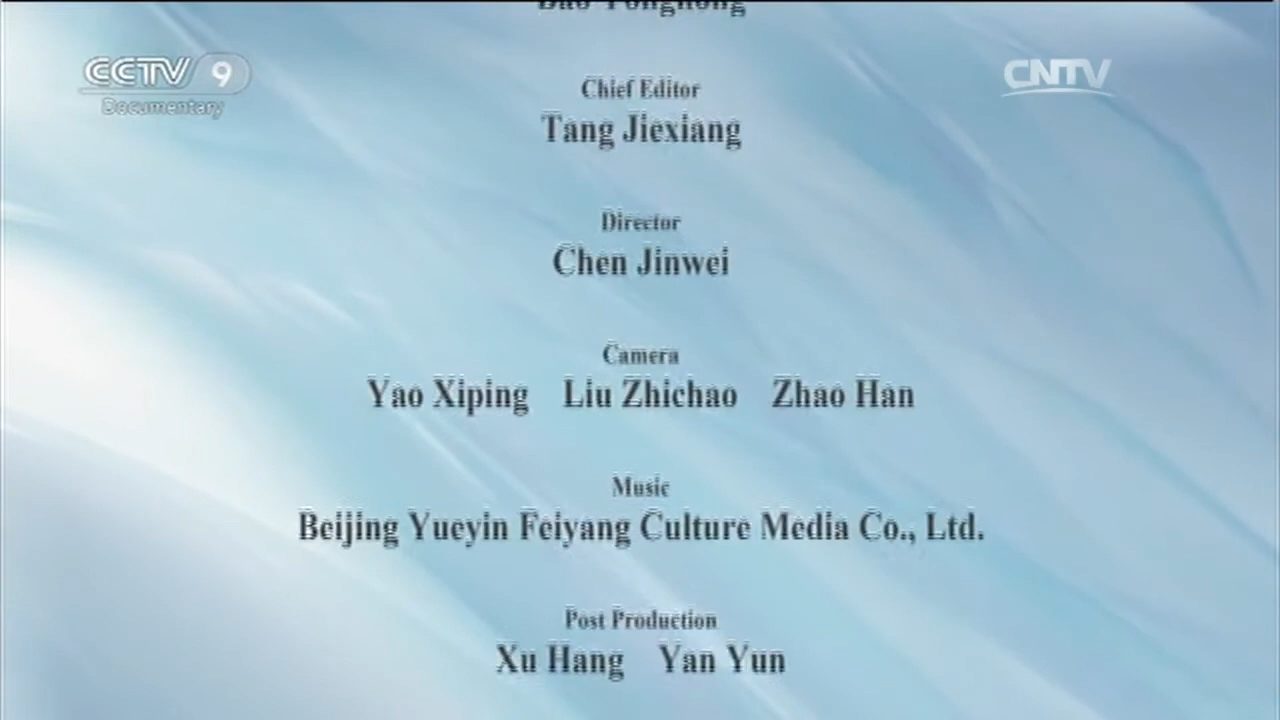 CCTV 9
Documentary
CNTV
Chief Editor
Tang Jiexiang
Director
Chen Jinwei
Camera
Yao Xiping Liu Zhichao Zhao Han
Music
Beijing Yueyin Feiyang Culture Media Co., Ltd.
Post Production
Xu Hang Yan Yun